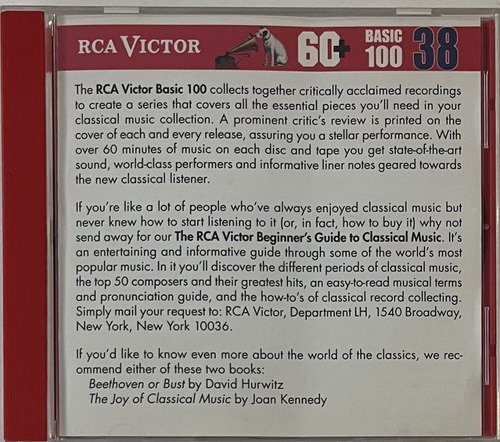 RCA VICTOR 60+ BASIC 100 38
The RCA Victor Basic 100 collects together critically acclaimed recordings
to create a series that covers all the essential pieces you'll need in your
classical music collection. A prominent critic's review is printed on the
cover of each and every release, assuring you a stellar performance. With
over 60 minutes of music on each disc and tape you get state-of-the-art
sound, world-class performers and informative liner notes geared towards
the new classical listener.
If you're like a lot of people who've always enjoyed classical music but
never knew how to start listening to it (or, in fact, how to buy it) why not
send away for our The RCA Victor Beginner's Guide to Classical Music. It's
an entertaining and informative guide through some of the world's most
popular music. In it you'll discover the different periods of classical music,
the top 50 composers and their greatest hits, an easy-to-read musical terms
and pronunciation guide, and the how-to's of classical record collecting.
Simply mail your request to: RCA Victor, Department LH, 1540 Broadway,
New York, New York 10036.
If you'd like to know even more about the world of the classics, we rec-
ommend either of these two books:
Beethoven or Bust by David Hurwitz
The Joy of Classical Music by Joan Kennedy